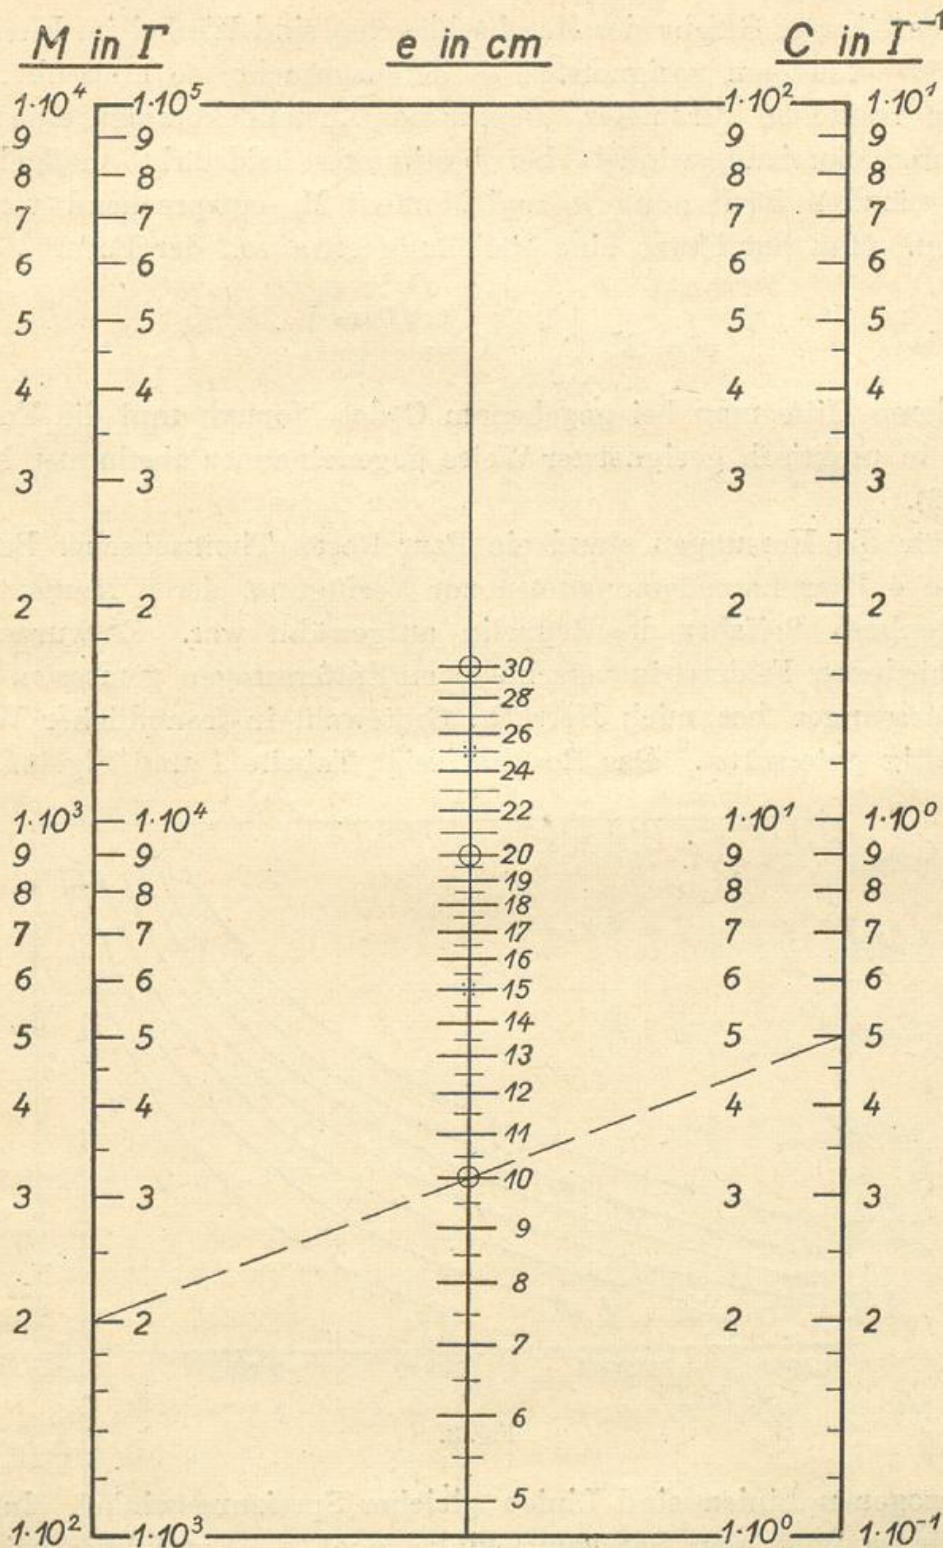 M in Γ e in cm C in Γ⁻¹
1·10⁴ 1·10⁵ 1·10² 1·10¹
9 9 9 9
8 8 8 8
7 7 7 7
6 6 6 6
5 5 5 5
4 4 4 4
3 3 3 3
2 2 2 2
30
28
26
24
22
1·10³ 1·10⁴ 1·10¹ 1·10⁰
9 9 20 9 9
8 8 19 8 8
18
7 7 17 7 7
16
6 6 15 6 6
14
5 5 13 5 5
12
4 4 11 4 4
3 3 10 3 3
9
8
2 2 7 2 2
6
5
1·10² 1·10³ 1·10⁰ 1·10⁻¹